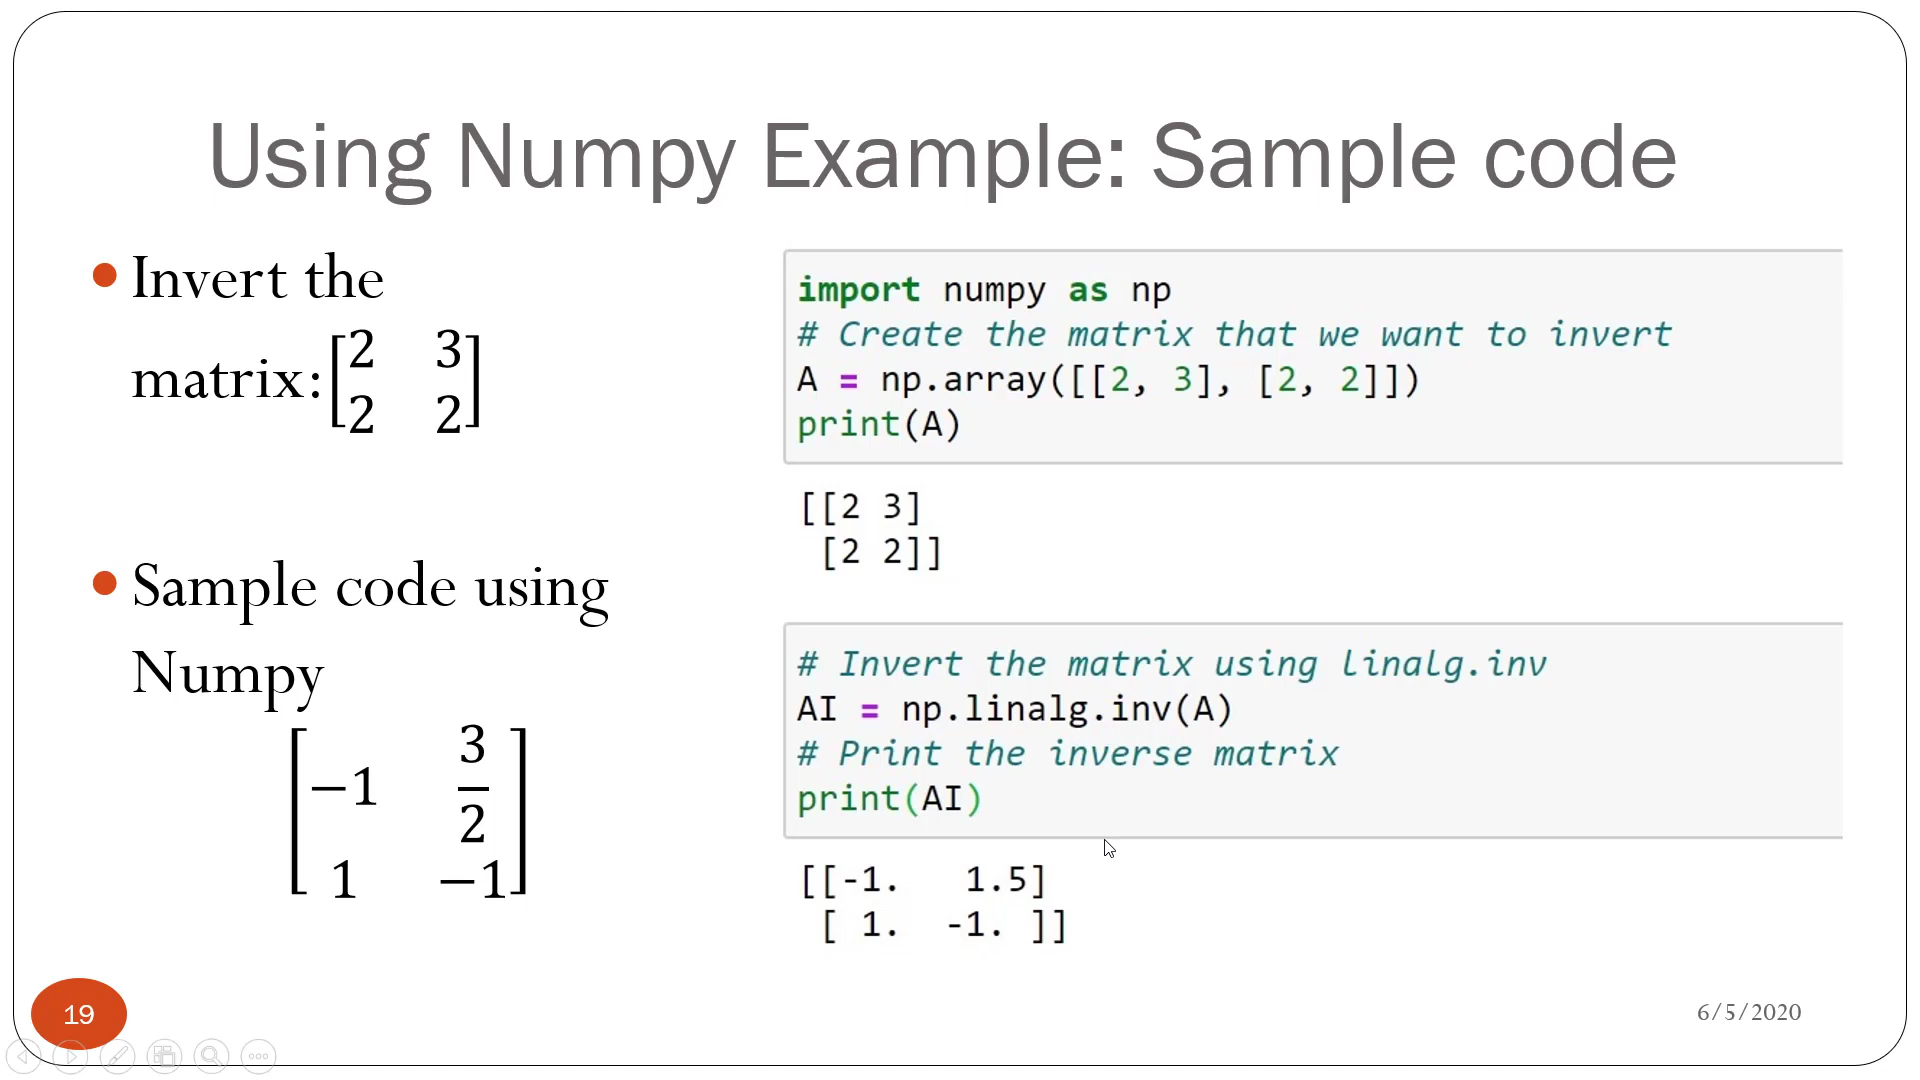 Using Numpy Example: Sample code
• Invert the
matrix: [2 3
2 2]
• Sample code using
Numpy
[−1 3/2
1 −1]
import numpy as np
# Create the matrix that we want to invert
A = np.array([[2, 3], [2, 2]])
print(A)
[[2 3]
 [2 2]]
# Invert the matrix using linalg.inv
AI = np.linalg.inv(A)
# Print the inverse matrix
print(AI)
[[-1.   1.5]
 [ 1.  -1. ]]
19
6/5/2020